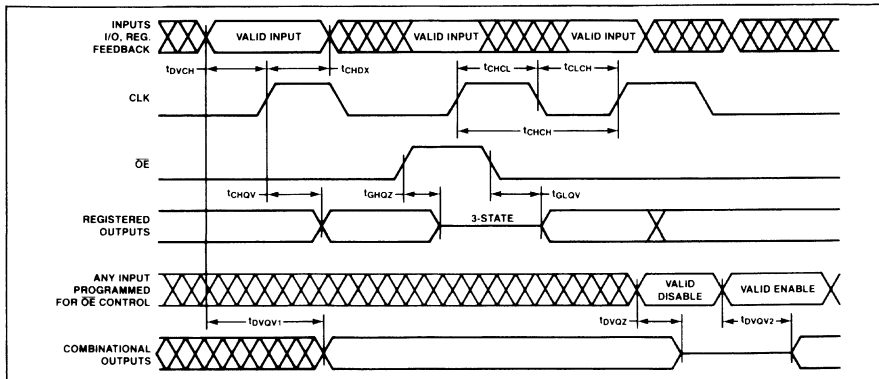 INPUTS
I/O, REG.
FEEDBACK
VALID INPUT VALID INPUT VALID INPUT
tDVCH tCHDX tCHCL tCLCH
CLK
tCHCH
OE
tCHQV tGHQZ tGLQV
REGISTERED
OUTPUTS
3-STATE
ANY INPUT
PROGRAMMED
FOR OE CONTROL
VALID
DISABLE
VALID ENABLE
tDVQV1 tDVQZ tDVQV2
COMBINATIONAL
OUTPUTS